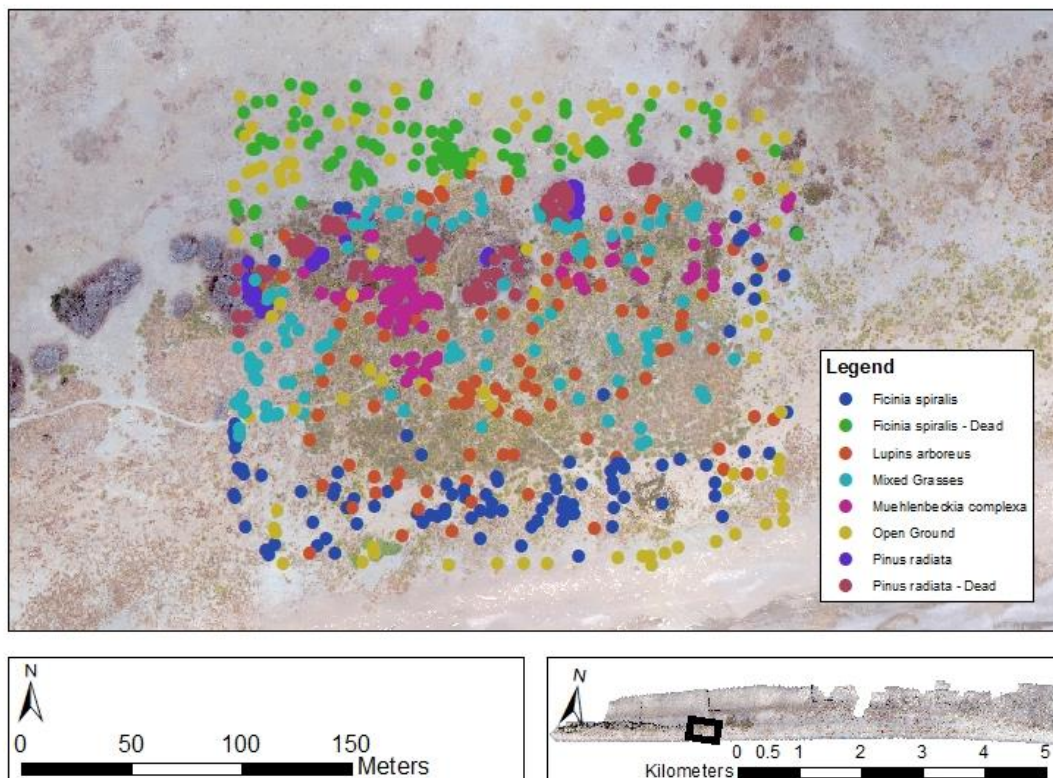 Legend
Ficinia spiralis
Ficinia spiralis - Dead
Lupins arboreus
Mixed Grasses
Muehlenbeckia complexa
Open Ground
Pinus radiata
Pinus radiata - Dead
N
0 50 100 150
Meters
N
0 0.5 1 2 3 4 5
Kilometers